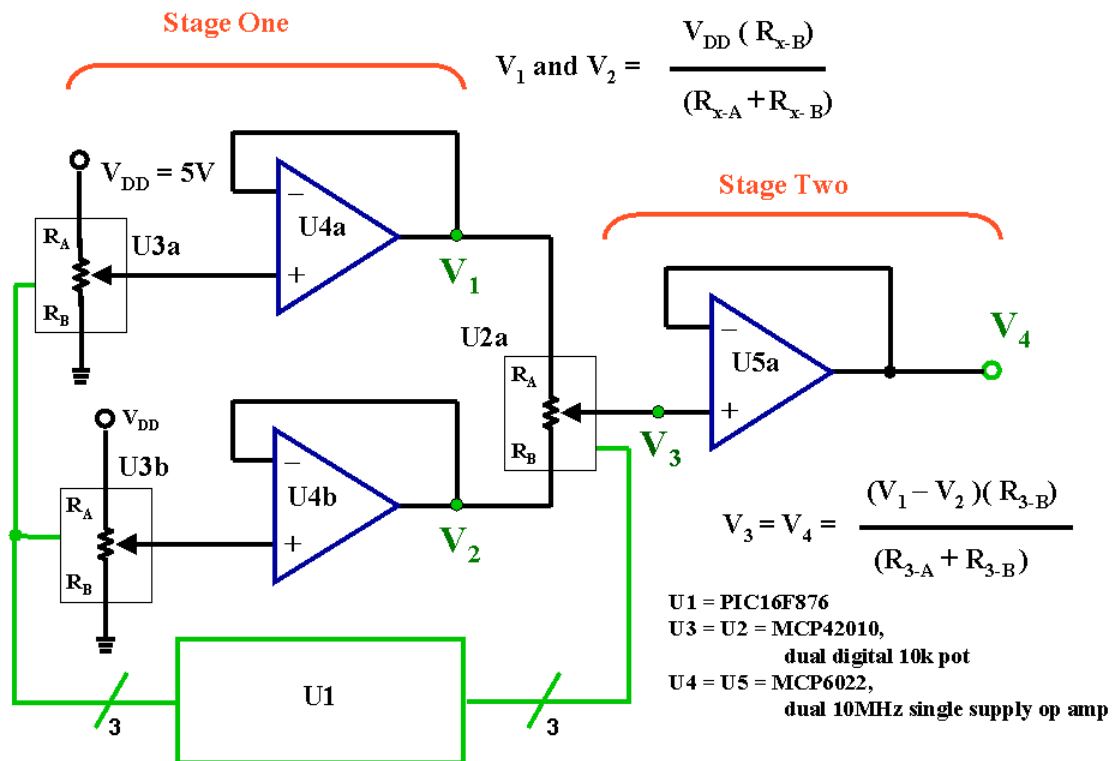 Stage One
V1 and V2 = VDD ( Rx-B) / (Rx-A + Rx-B)
VDD = 5V
Stage Two
U4a
−
+
RA
RB
U3a
V1
U2a
V4
U5a
−
+
RA
RB
V3
VDD
U3b
RA
RB
U4b
−
+
V2
V3 = V4 = (V1 – V2 )( R3-B) / (R3-A + R3-B)
U1 = PIC16F876
U3 = U2 = MCP42010,
dual digital 10k pot
U4 = U5 = MCP6022,
dual 10MHz single supply op amp
U1
3
3